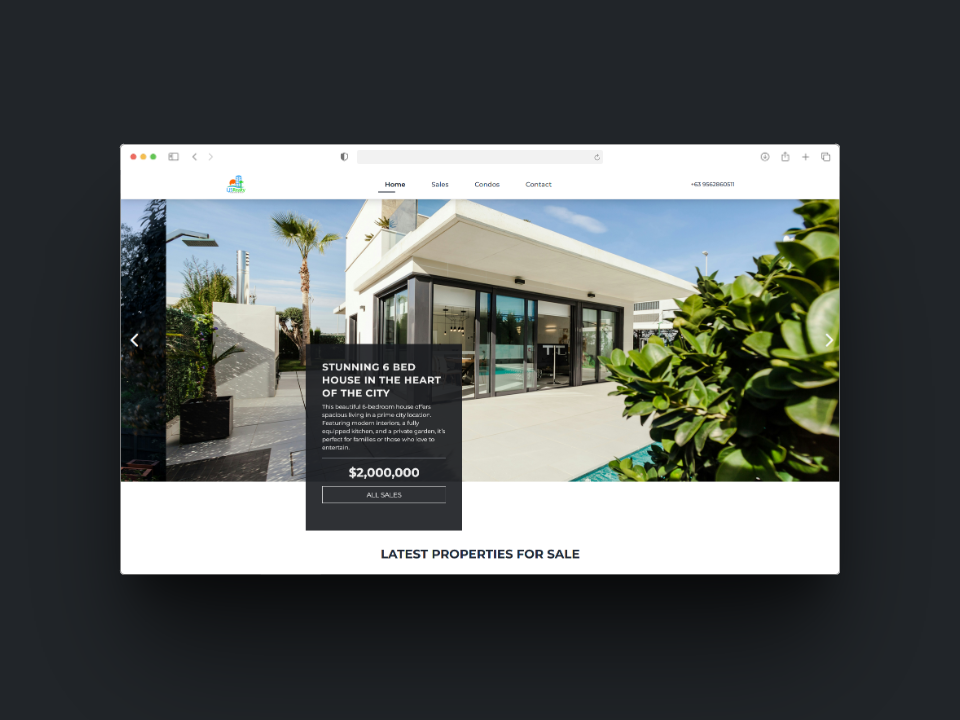 Home
Sales
Condos
Contact
+63 9562860511
STUNNING 6 BED
HOUSE IN THE HEART
OF THE CITY
This beautiful 6-bedroom house offers
spacious living in a prime city location.
Featuring modern interiors, a fully
equipped kitchen, and a private garden, it's
perfect for families or those who love to
entertain.
$2,000,000
ALL SALES
LATEST PROPERTIES FOR SALE